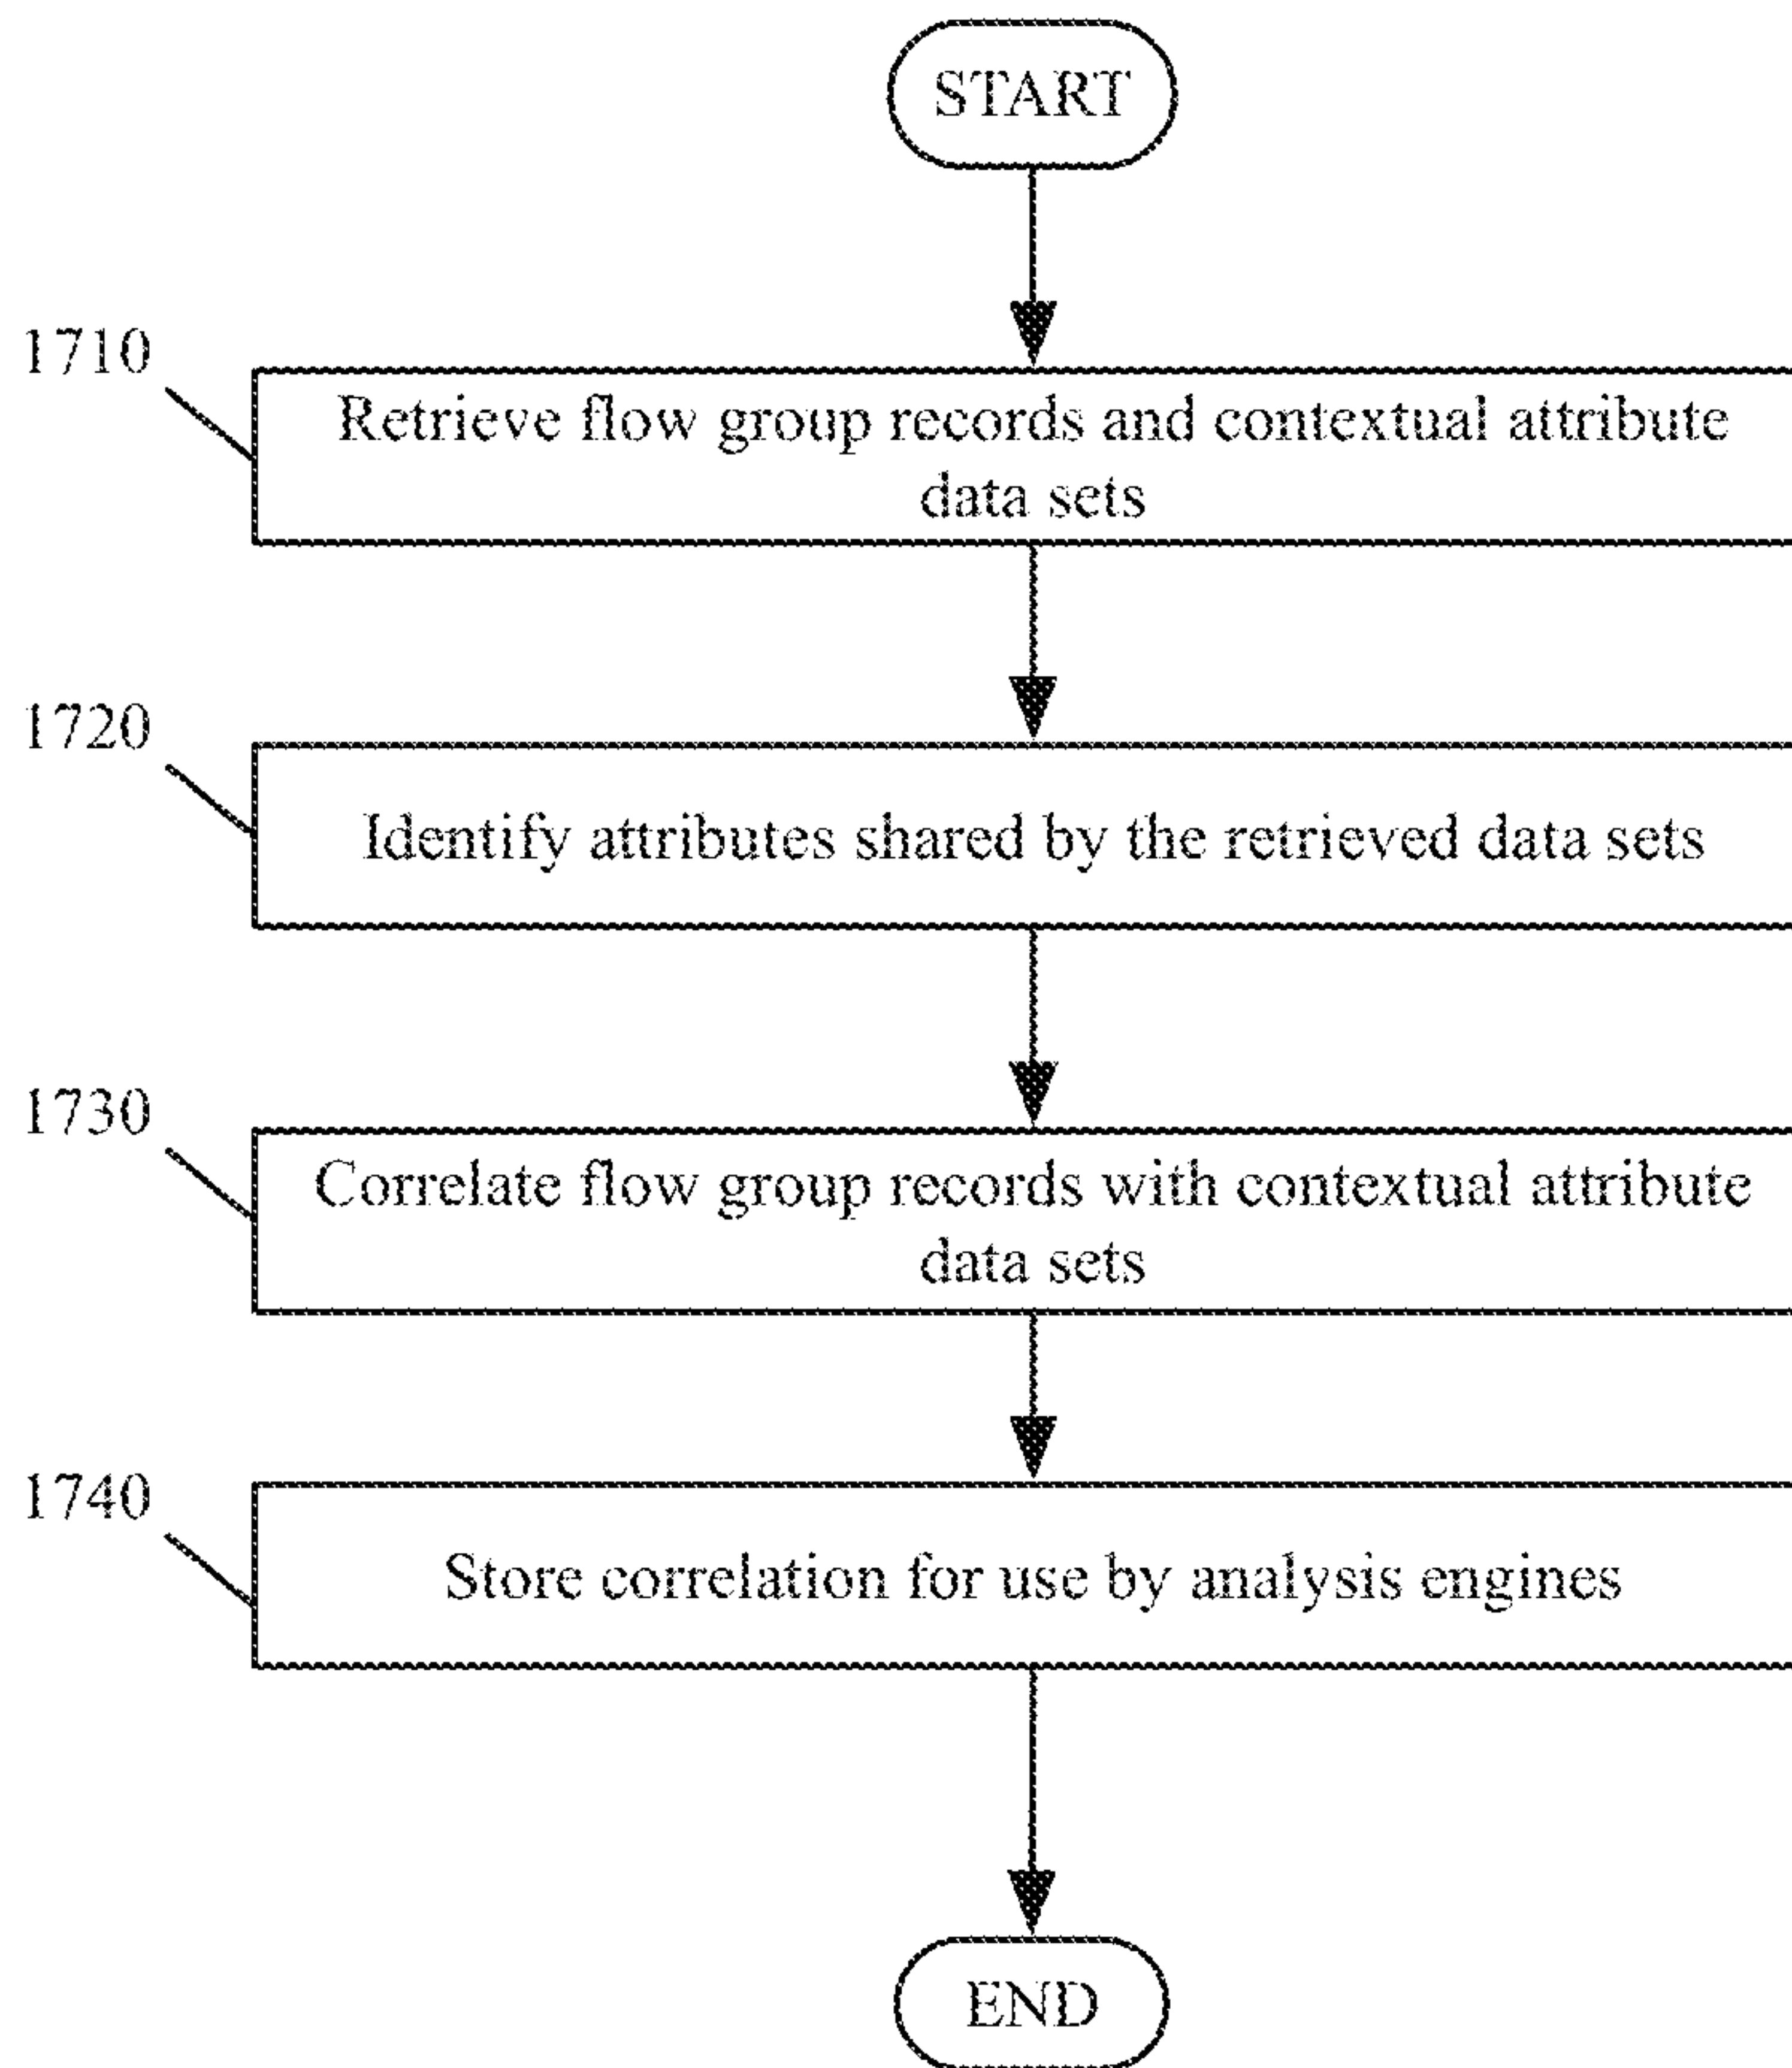 START
1710
Retrieve flow group records and contextual attribute
data sets
1720
Identify attributes shared by the retrieved data sets
1730
Correlate flow group records with contextual attribute
data sets
1740
Store correlation for use by analysis engines
END